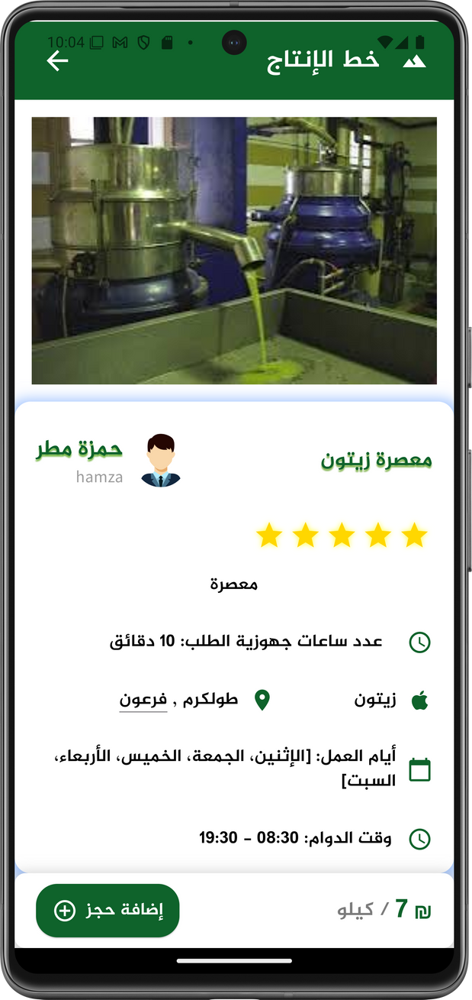 10:04
خط الإنتاج
معصرة زيتون
حمزة مطر
hamza
معصرة
عدد ساعات جهوزية الطلب: 10 دقائق
زيتون
طولكرم , فرعون
أيام العمل: [الإثنين، الجمعة، الخميس، الأربعاء،
السبت]
وقت الدوام: 08:30 - 19:30
₪ 7 / كيلو
إضافة حجز